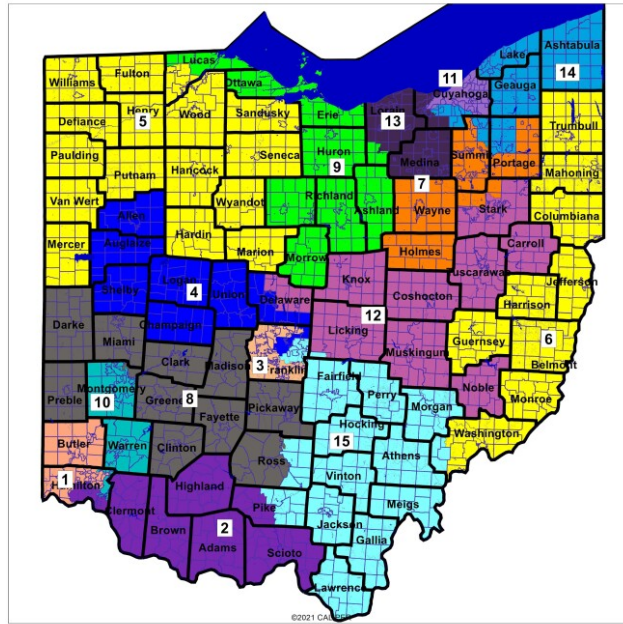 Ashtabula
Lake
Lucas
Fulton
Williams
14
11
Ottawa
Geauga
Cuyahoga
Henry
Wood
Sandusky
Erie
Lorain
Defiance
5
13
Trumbull
Huron
Seneca
Paulding
Medina
Summi
Portage
9
Hancock
Putnam
7
Mahoning
Richland
Van Wert
Wyandot
Ashland
Wayne
Stark
Allen
Columbiana
Hardin
Auglaize
Mercer
Marion
Carroll
Holmes
Morrow
Tuscarawas
Knox
Logan
Jefferson
Shelby
4
Union
Delaware
Coshocton
Harrison
Darke
Champaign
12
Licking
6
Miami
Guernsey
Muskingum
Belmont
Clark
Madison
3
Franklin
Fairfield
Montgomery
Noble
Preble
Perry
Monroe
10
Greene
8
Pickaway
Morgan
Fayette
Hocking
Washington
Butler
Warren
Clinton
15
Athens
Ross
1
Hamilton
Vinton
Highland
Clermont
Pike
Meigs
2
Jackson
Brown
Adams
Gallia
Scioto
Lawrence